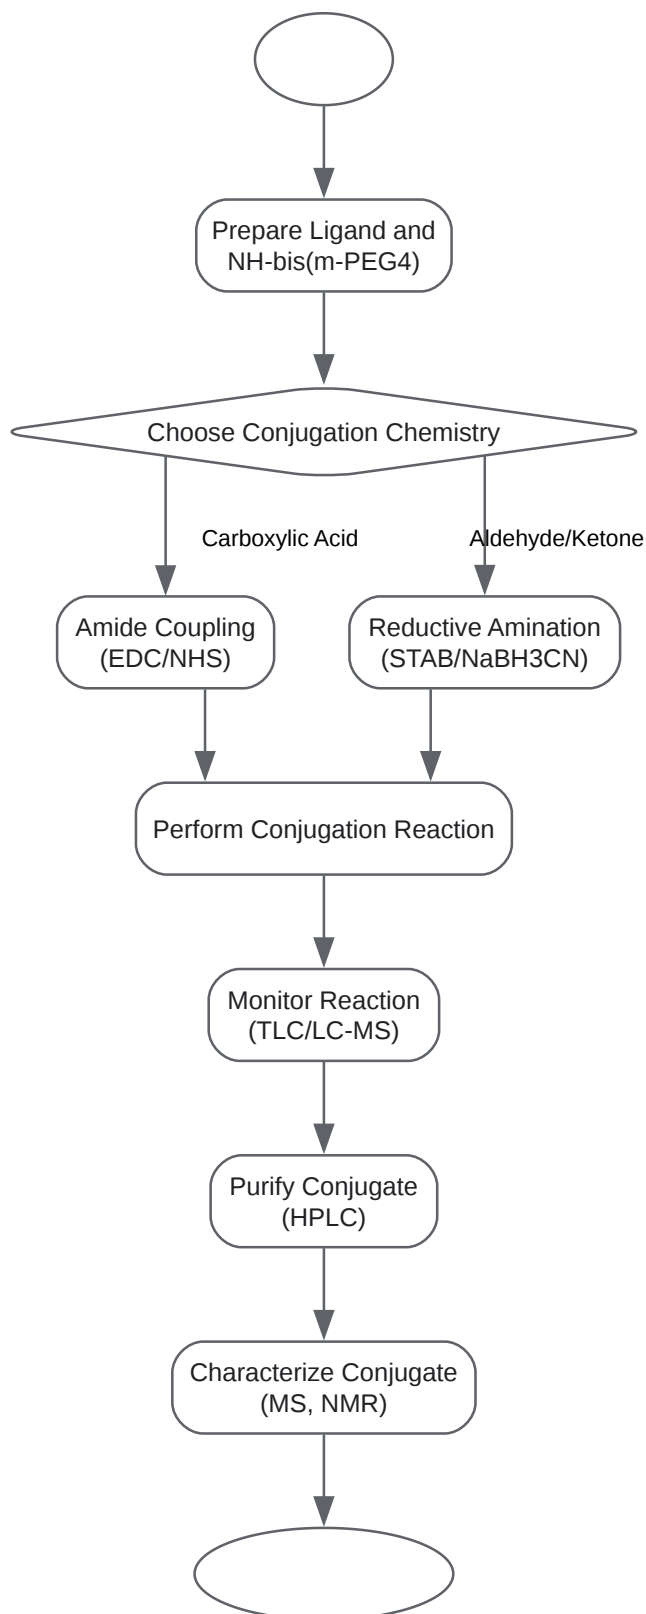 Prepare Ligand and
NH-bis(m-PEG4)
Choose Conjugation Chemistry
Carboxylic Acid
Aldehyde/Ketone
Amide Coupling
(EDC/NHS)
Reductive Amination
(STAB/NaBH3CN)
Perform Conjugation Reaction
Monitor Reaction
(TLC/LC-MS)
Purify Conjugate
(HPLC)
Characterize Conjugate
(MS, NMR)